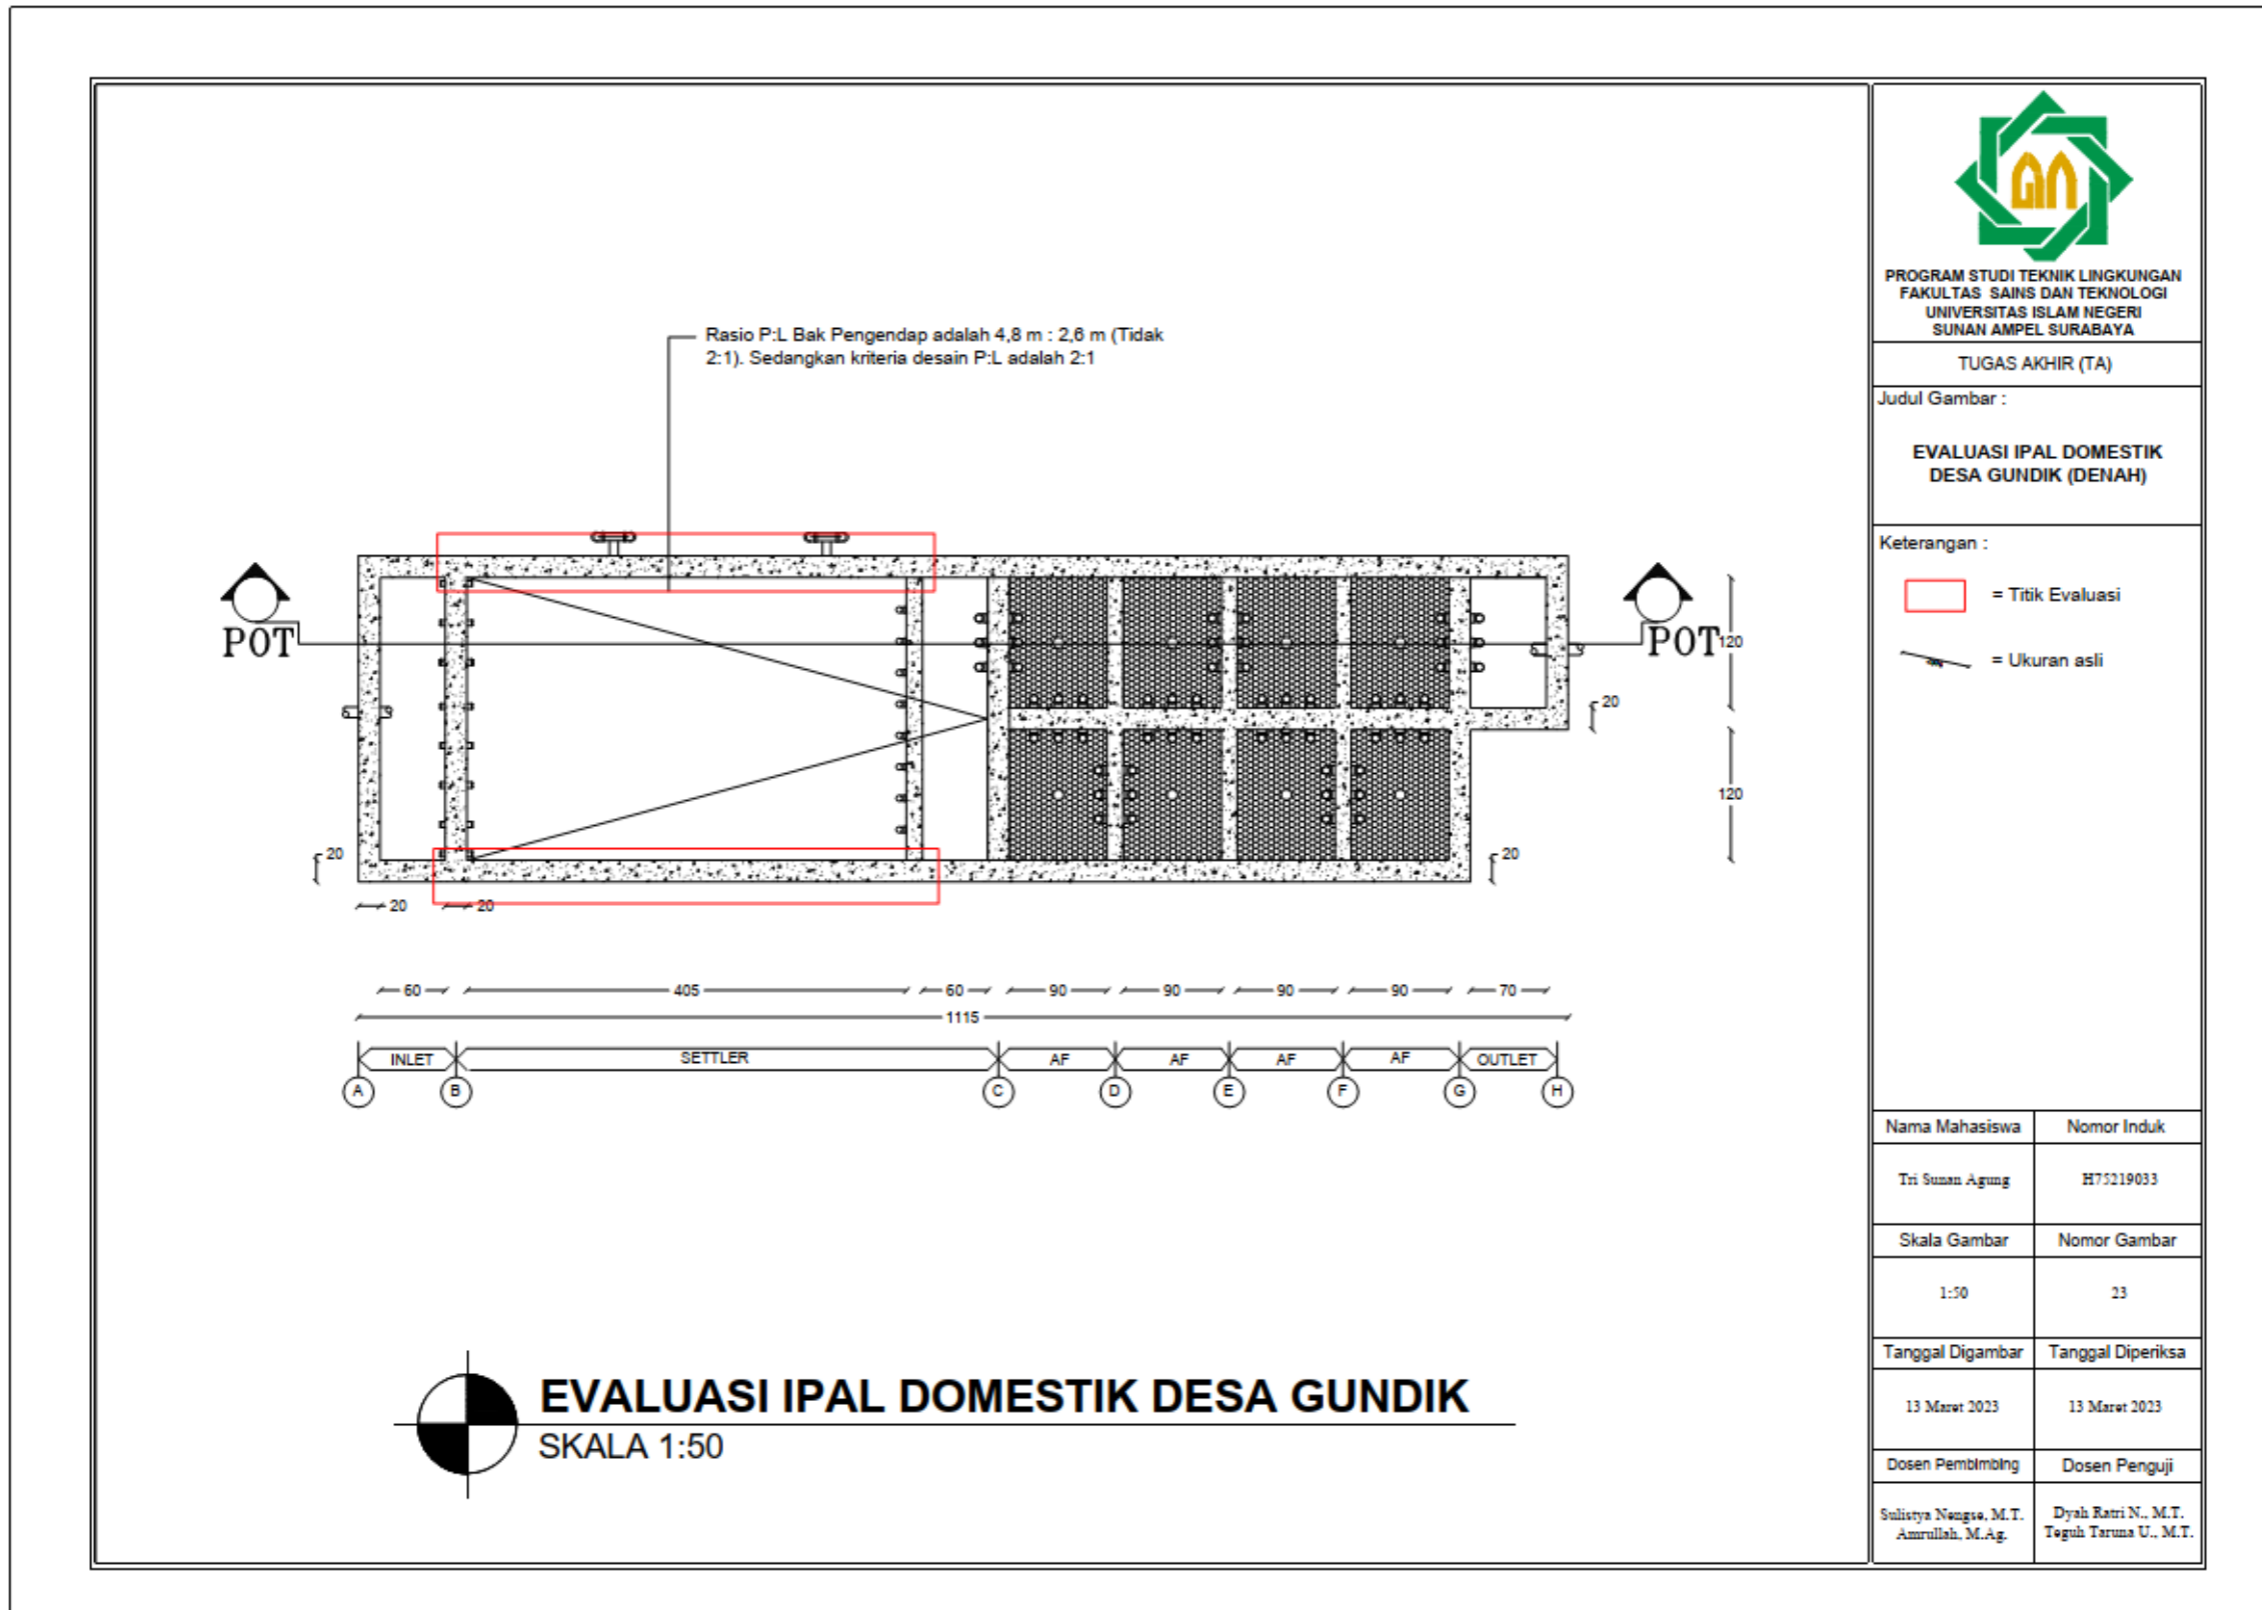 Rasio P:L Bak Pengendap adalah 4,8 m : 2,6 m (Tidak
2:1). Sedangkan kriteria desain P:L adalah 2:1
POT
POT
120
20
120
20
20
20
20
60
405
60
90
90
90
90
70
1115
INLET
SETTLER
AF
AF
AF
AF
OUTLET
A
B
C
D
E
F
G
H
EVALUASI IPAL DOMESTIK DESA GUNDIK
SKALA 1:50
PROGRAM STUDI TEKNIK LINGKUNGAN
FAKULTAS SAINS DAN TEKNOLOGI
UNIVERSITAS ISLAM NEGERI
SUNAN AMPEL SURABAYA
TUGAS AKHIR (TA)
Judul Gambar :
EVALUASI IPAL DOMESTIK
DESA GUNDIK (DENAH)
Keterangan :
= Titik Evaluasi
= Ukuran asli
Nama Mahasiswa
Nomor Induk
Tri Sunan Agung
H75219033
Skala Gambar
Nomor Gambar
1:50
23
Tanggal Digambar
Tanggal Diperiksa
13 Maret 2023
13 Maret 2023
Dosen Pembimbing
Dosen Penguji
Sulistya Nengse, M.T.
Amrullah, M.Ag.
Dyah Ratri N., M.T.
Teguh Taruna U., M.T.